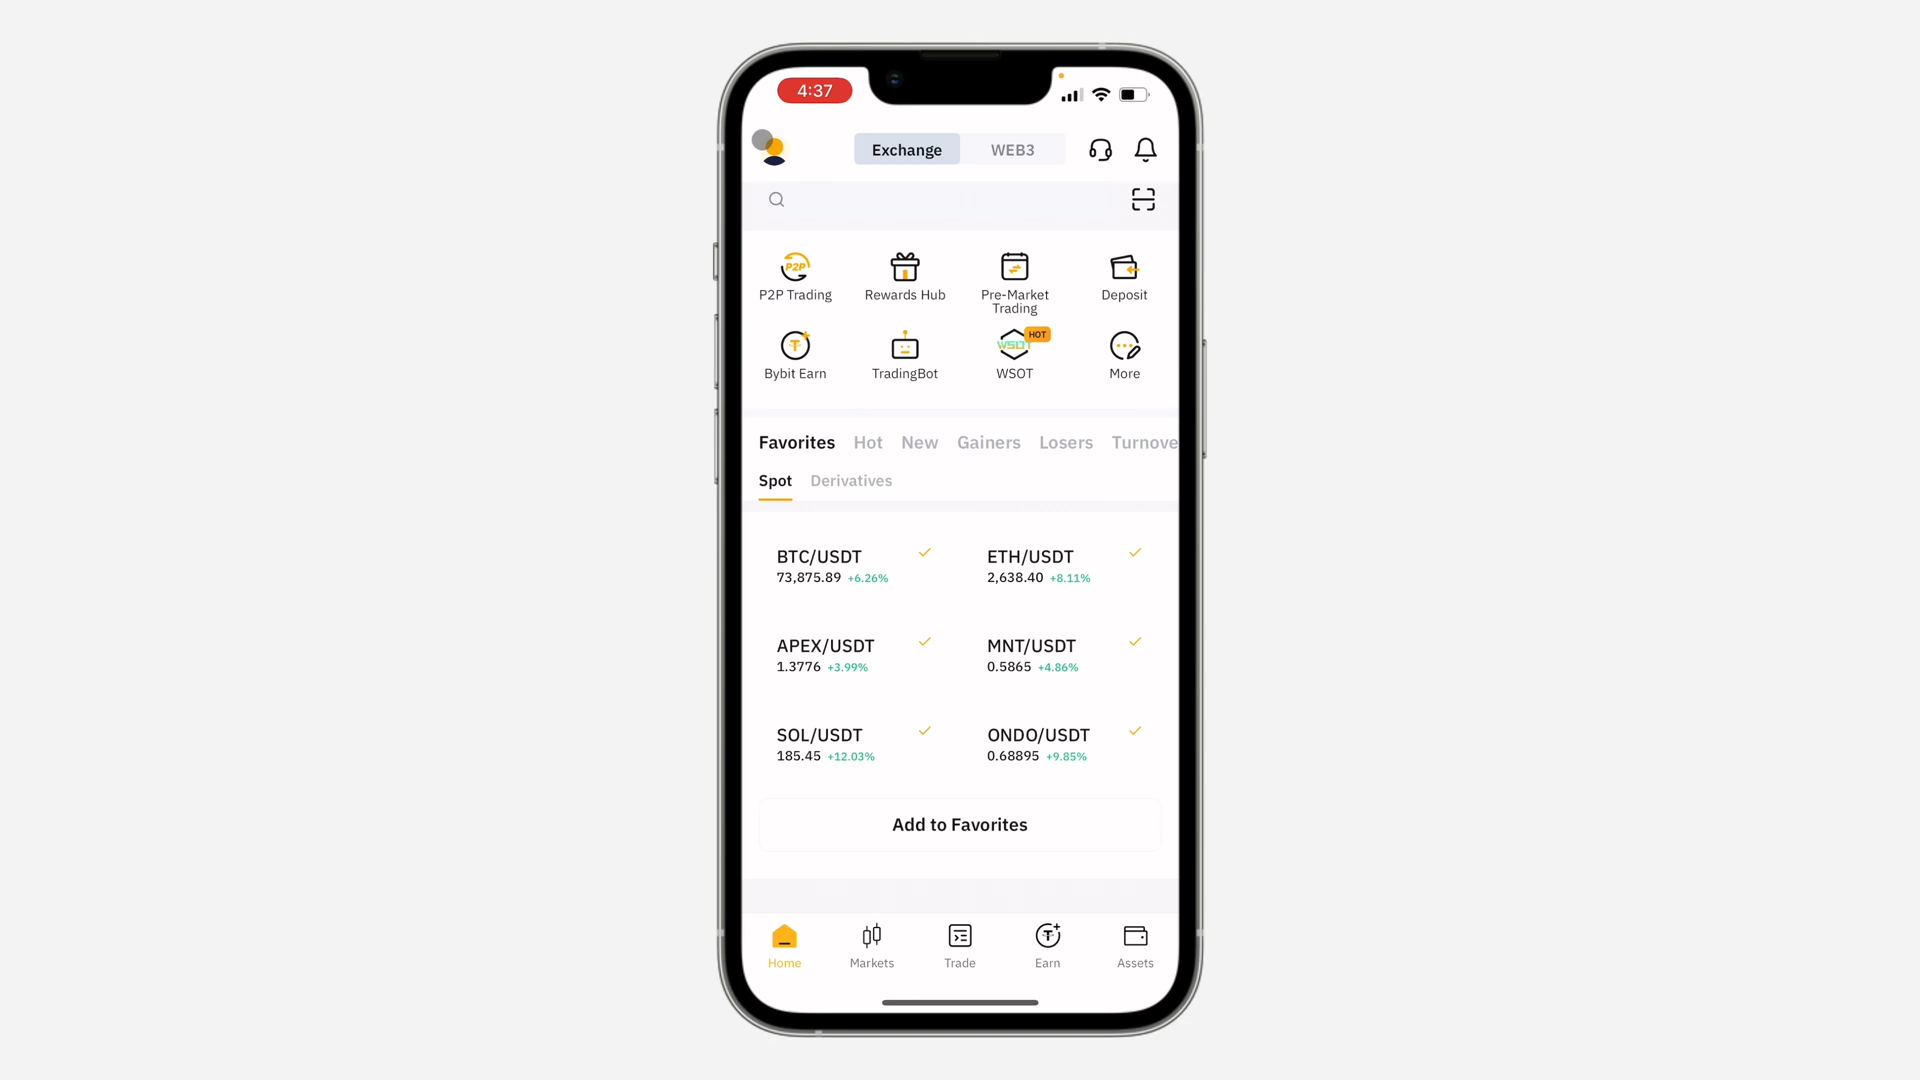 4:37
Exchange WEB3
P2P
P2P Trading Rewards Hub Pre-Market Trading Deposit
WSOT HOT
Bybit Earn TradingBot WSOT More
Favorites Hot New Gainers Losers Turnove
Spot Derivatives
BTC/USDT ETH/USDT
73,875.89 +6.26% 2,638.40 +8.11%
APEX/USDT MNT/USDT
1.3776 +3.99% 0.5865 +4.86%
SOL/USDT ONDO/USDT
185.45 +12.03% 0.68895 +9.85%
Add to Favorites
Home Markets Trade Earn Assets